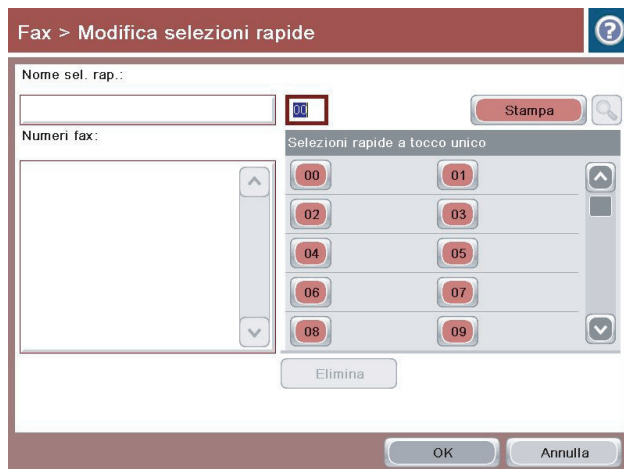 Fax > Modifica selezioni rapide
?
Nome sel. rap.:
00
Stampa
Numeri fax:
Selezioni rapide a tocco unico
00 01
02 03
04 05
06 07
08 09
Elimina
OK Annulla